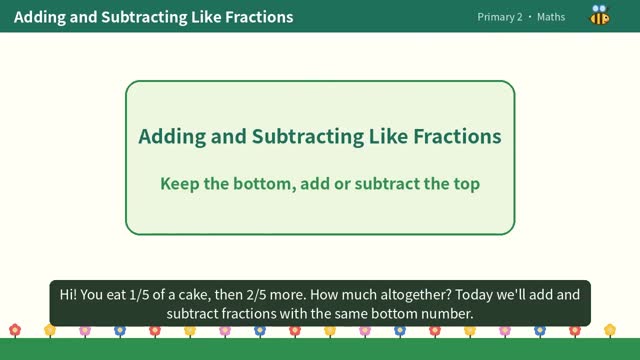 Adding and Subtracting Like Fractions
Primary 2 • Maths
Adding and Subtracting Like Fractions
Keep the bottom, add or subtract the top
Hi! You eat 1/5 of a cake, then 2/5 more. How much altogether? Today we'll add and
subtract fractions with the same bottom number.